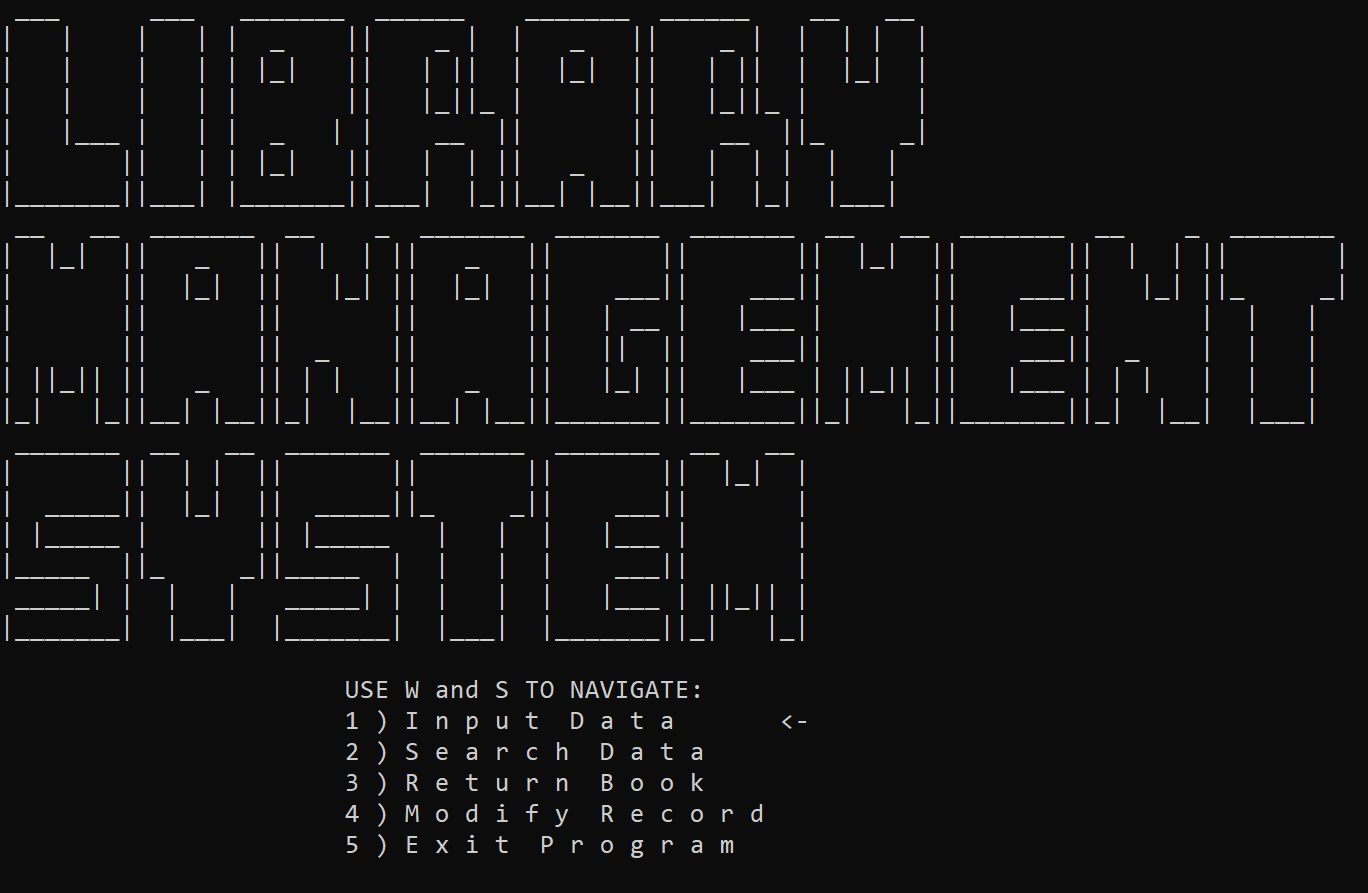 LIBRARY
MANAGEMENT
SYSTEM
USE W and S TO NAVIGATE:
1 ) I n p u t  D a t a       <-
2 ) S e a r c h  D a t a
3 ) R e t u r n  B o o k
4 ) M o d i f y  R e c o r d
5 ) E x i t  P r o g r a m